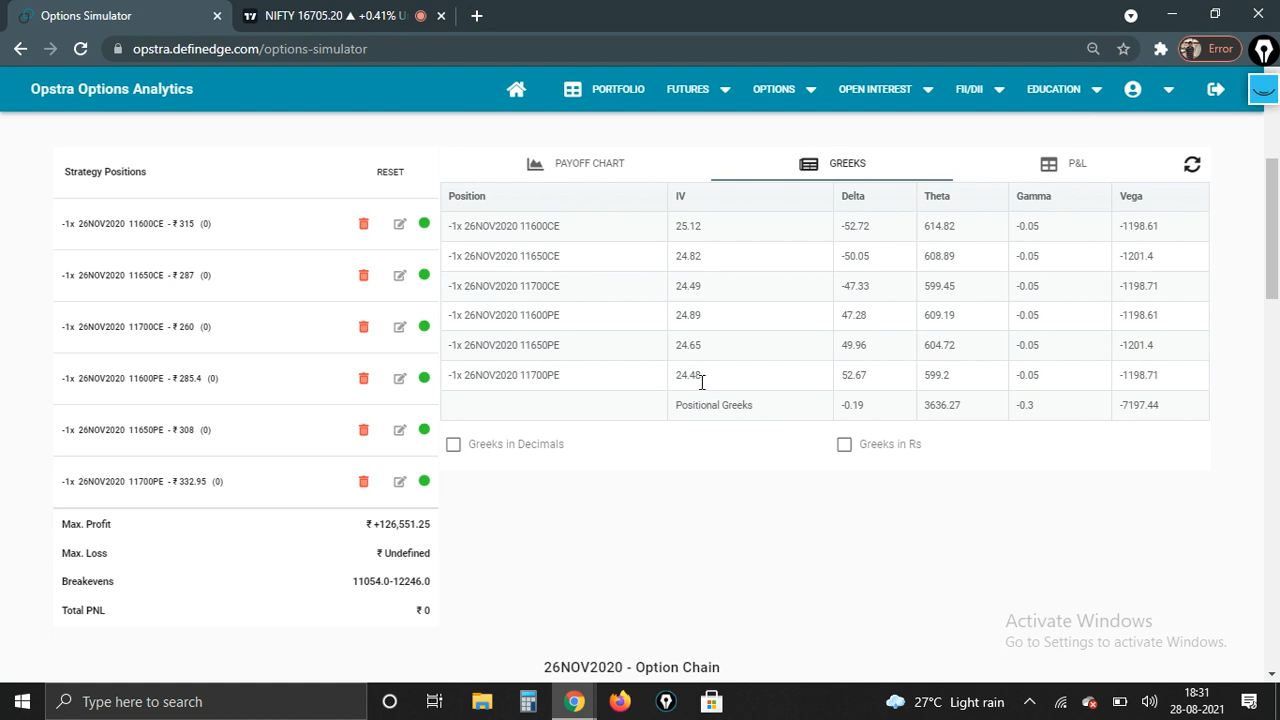 Options Simulator
NIFTY 16705.20 ▲ +0.41% U
opstra.definedge.com/options-simulator
Error
Opstra Options Analytics
PORTFOLIO
FUTURES
OPTIONS
OPEN INTEREST
FII/DII
EDUCATION
Strategy Positions
RESET
-1x 26NOV2020 11600CE - ₹ 315 (0)
-1x 26NOV2020 11650CE - ₹ 287 (0)
-1x 26NOV2020 11700CE - ₹ 260 (0)
-1x 26NOV2020 11600PE - ₹ 285.4 (0)
-1x 26NOV2020 11650PE - ₹ 308 (0)
-1x 26NOV2020 11700PE - ₹ 332.95 (0)
Max. Profit ₹ +126,551.25
Max. Loss ₹ Undefined
Breakevens 11054.0-12246.0
Total PNL ₹ 0
PAYOFF CHART
GREEKS
P&L
Position IV Delta Theta Gamma Vega
-1x 26NOV2020 11600CE 25.12 -52.72 614.82 -0.05 -1198.61
-1x 26NOV2020 11650CE 24.82 -50.05 608.89 -0.05 -1201.4
-1x 26NOV2020 11700CE 24.49 -47.33 599.45 -0.05 -1198.71
-1x 26NOV2020 11600PE 24.89 47.28 609.19 -0.05 -1198.61
-1x 26NOV2020 11650PE 24.65 49.96 604.72 -0.05 -1201.4
-1x 26NOV2020 11700PE 24.48 52.67 599.2 -0.05 -1198.71
Positional Greeks -0.19 3636.27 -0.3 -7197.44
Greeks in Decimals
Greeks in Rs
Activate Windows
Go to Settings to activate Windows.
26NOV2020 - Option Chain
Type here to search
27°C Light rain
18:31
28-08-2021